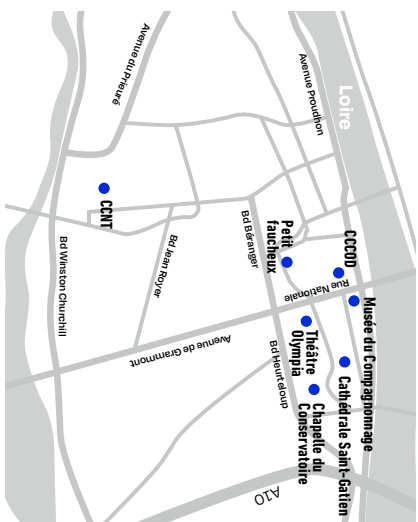 Loire
Avenue Proudhon
Avenue du Prieuré
CCCOD
Rue Nationale
Musée du Compagnonnage
Petit
faucheux
Bd Béranger
Cathédrale Saint-Gatien
Théâtre
Olympia
Chapelle du
Conservatoire
Bd Heurteloup
Bd Jean Royer
Avenue de Grammont
CCNT
Bd Winston Churchill
A10